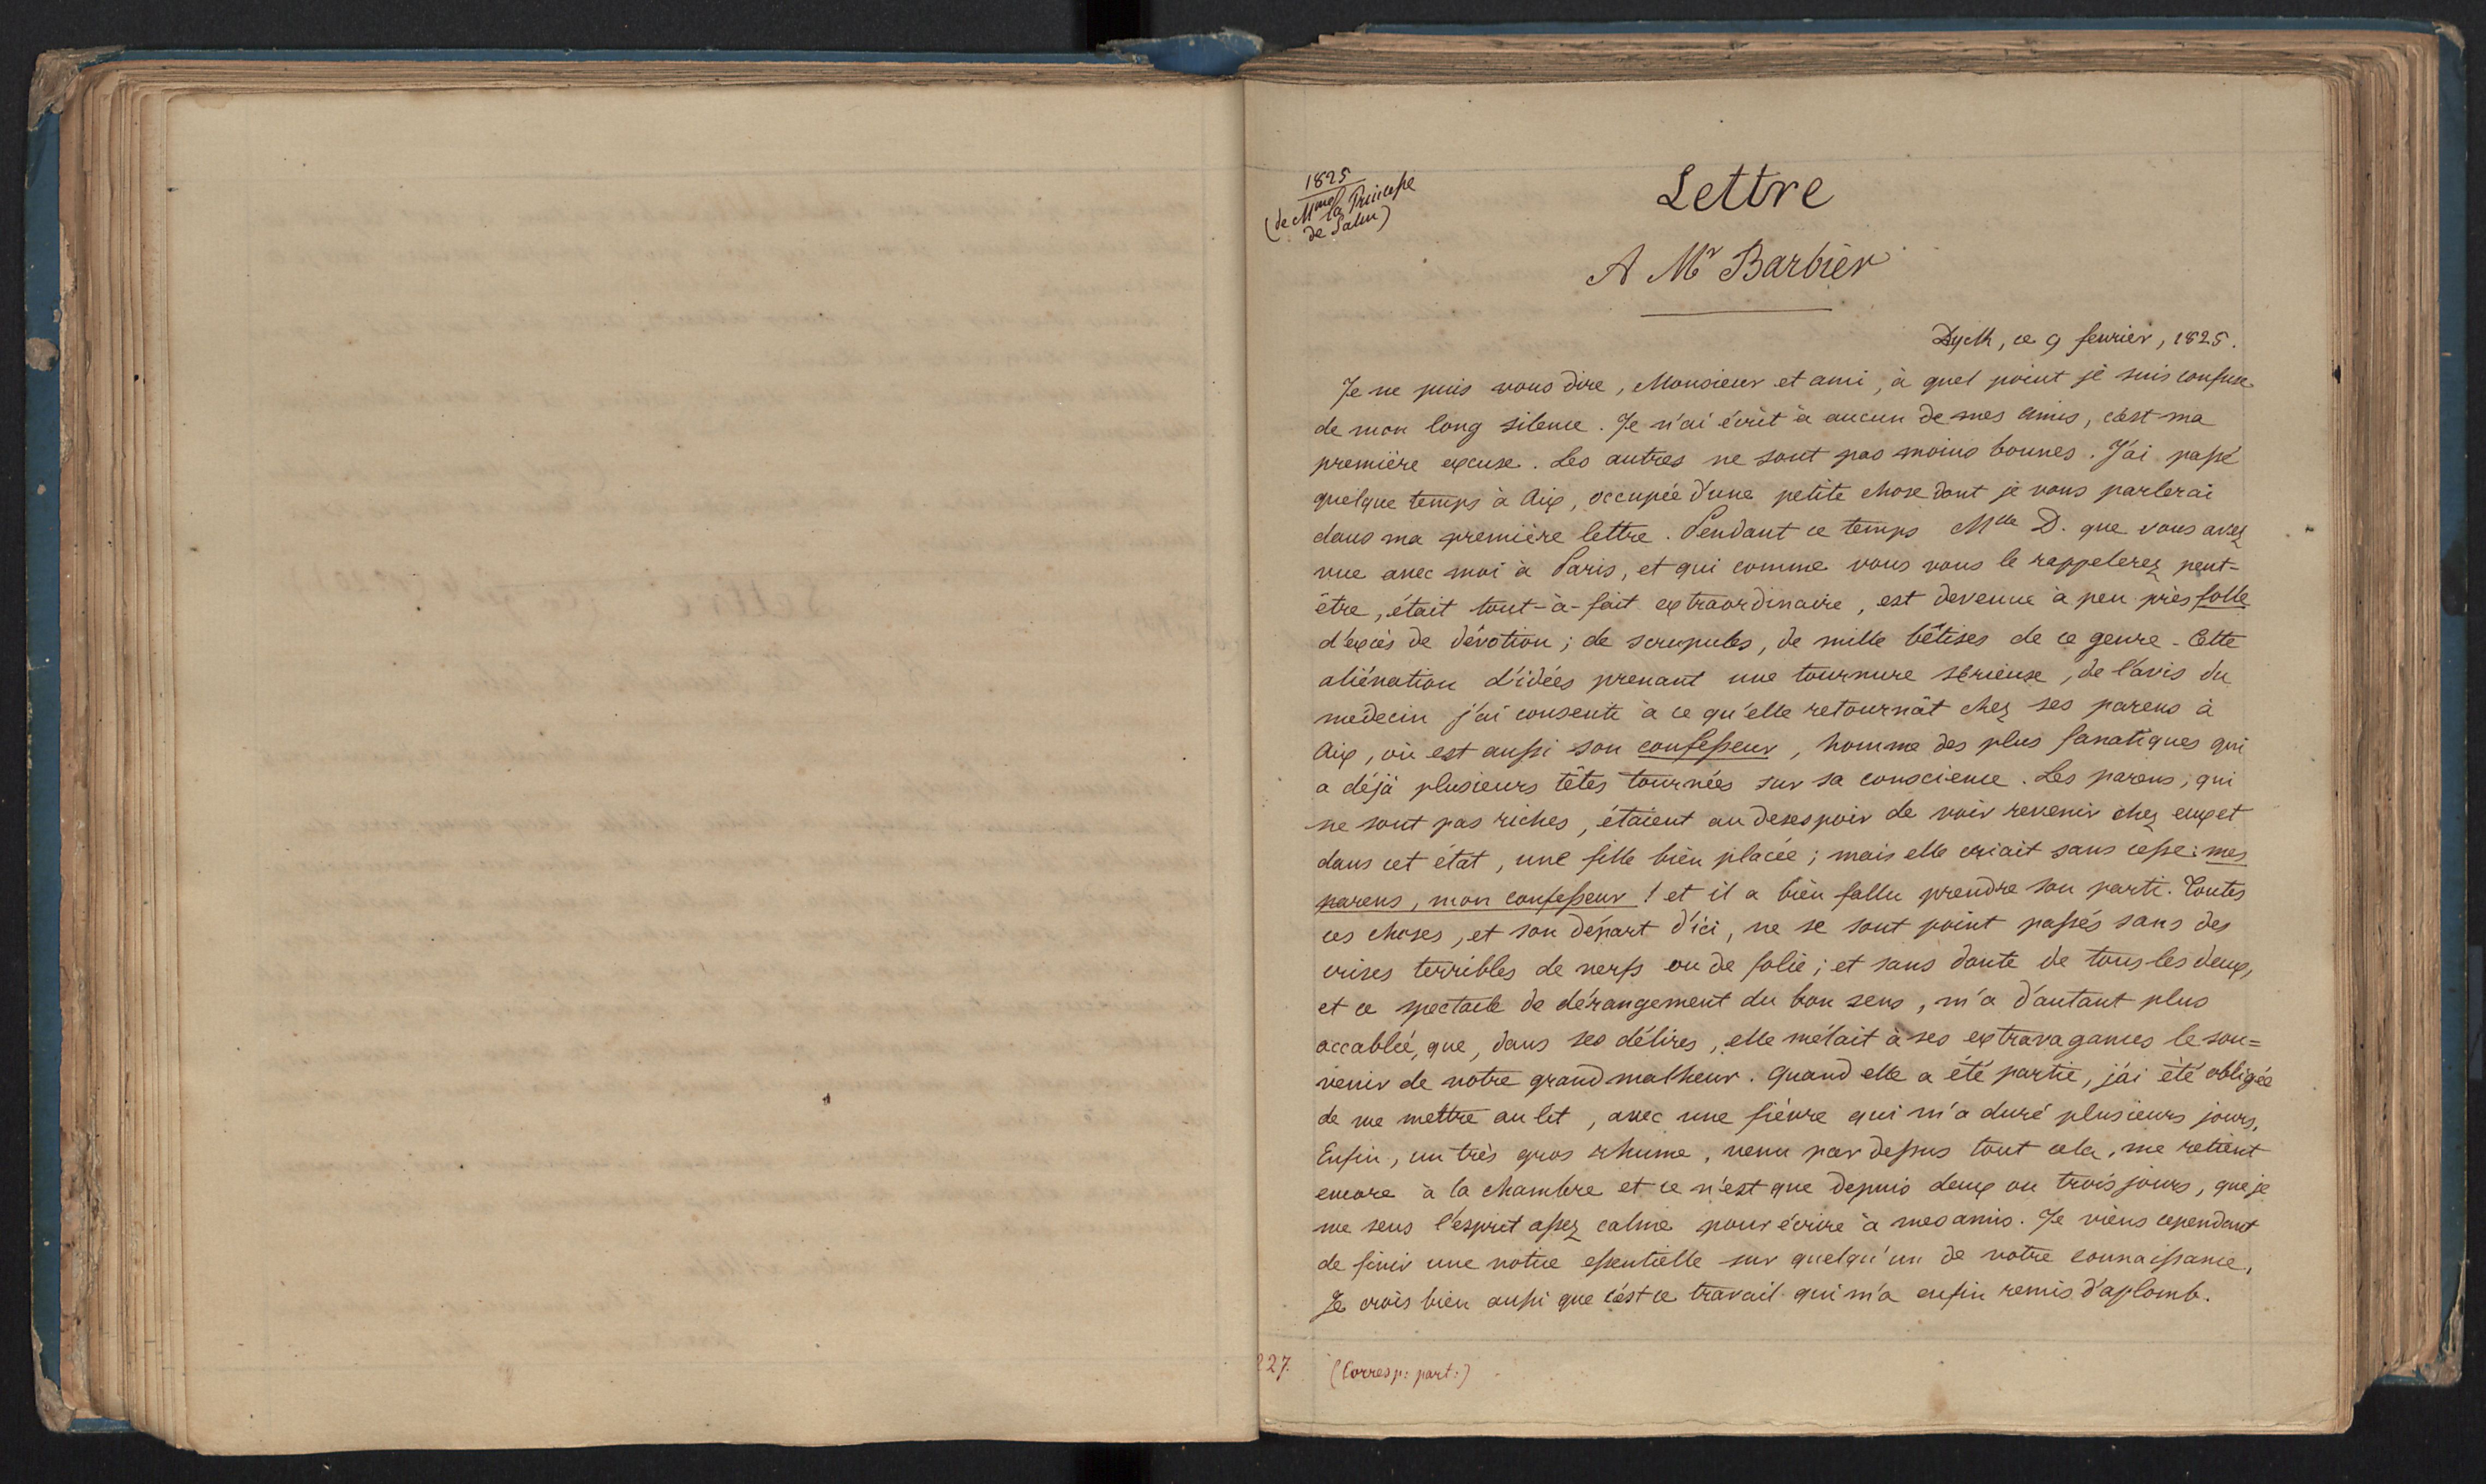 1825
(de Mme la Princesse
de Salm)
Lettre
A Mr Barbier
Dyck, ce 9 fevrier, 1825.
Je ne puis vous dire, Monsieur et ami, à quel point je suis confuse
de mon long silence. Je n'ai écrit à aucun de mes amis, c'est ma
première excuse. Les autres ne sont pas moins bonnes. J'ai passé
quelque temps à Aix, occupée d'une petite chose dont je vous parlerai
dans ma première lettre. Pendant ce temps Mlle D. que vous avez
vue avec moi à Paris, et qui comme vous vous le rappelerez peut-
être, était tout-à-fait extraordinaire, est devenue à peu près folle
d'excès de dévotion; de scrupules, de mille bêtises de ce genre. Cette
aliénation d'idées prenant une tournure sérieuse, de l'avis du
medecin j'ai consenti à ce qu'elle retournât chez ses parens à
Aix, où est aussi son confesseur, homme des plus fanatiques qui
a déjà plusieurs têtes tournées sur sa conscience. Les parens, qui
ne sont pas riches, étaient au desespoir de voir revenir chez eux et
dans cet état, une fille bien placée; mais elle criait sans cesse: mes
parens, mon confesseur! et il a bien fallu prendre son parti. Toutes
ces choses, et son départ d'ici, ne se sont point passés sans des
crises terribles de nerfs ou de folie; et sans doute de tous les deux,
et ce spectacle de dérangement du bon sens, m'a d'autant plus
accablée, que, dans ses délires, elle mêlait à ses extravagances le sou=
venir de notre grand malheur. Quand elle a été partie, j'ai été obligée
de me mettre au lit, avec une fièvre qui m'a duré plusieurs jours.
Enfin, un très gros rhume, venu par dessus tout cela, me retient
encore à la chambre et ce n'est que depuis deux ou trois jours, que je
me sens l'esprit assez calme pour écrire à mes amis. Je viens cependant
de finir une notice essentielle sur quelqu'un de votre connaissance,
Je crois bien aussi que c'est ce travail qui m'a enfin remis d'aplomb.
227. (Corresp: part:)